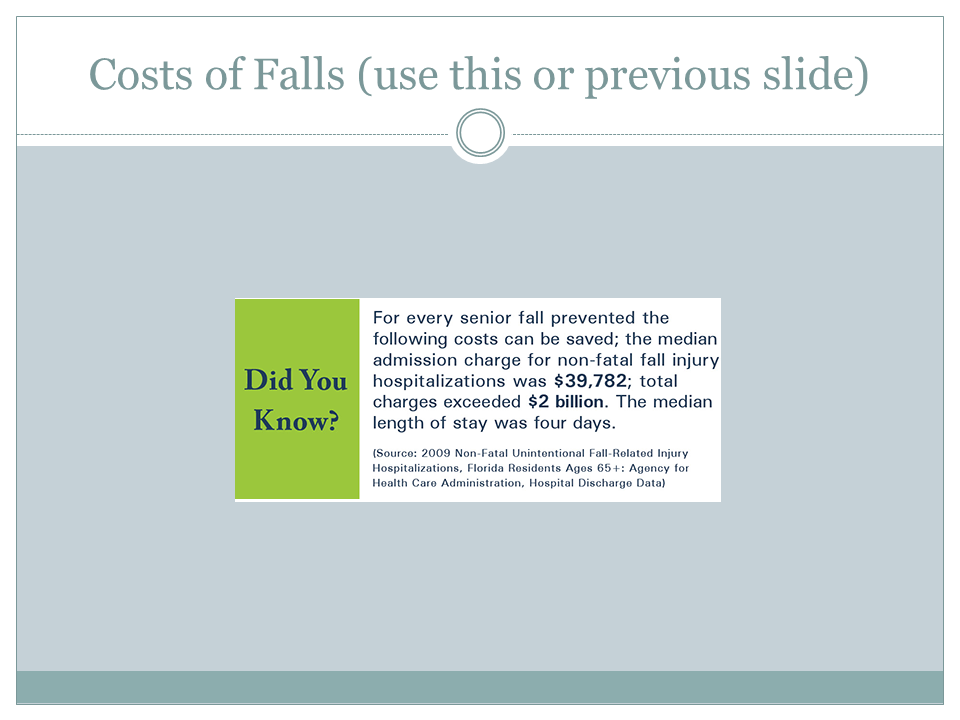 Costs of Falls (use this or previous slide)
Did You
Know?
For every senior fall prevented the
following costs can be saved; the median
admission charge for non-fatal fall injury
hospitalizations was $39,782; total
charges exceeded $2 billion. The median
length of stay was four days.
(Source: 2009 Non-Fatal Unintentional Fall-Related Injury
Hospitalizations, Florida Residents Ages 65+: Agency for
Health Care Administration, Hospital Discharge Data)